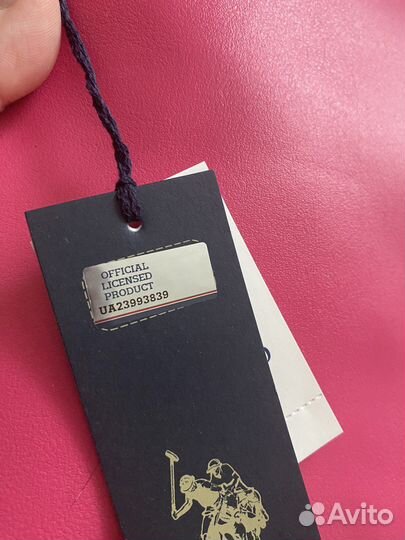 OFFICIAL
LICENSED
PRODUCT
UA23993839
Avito